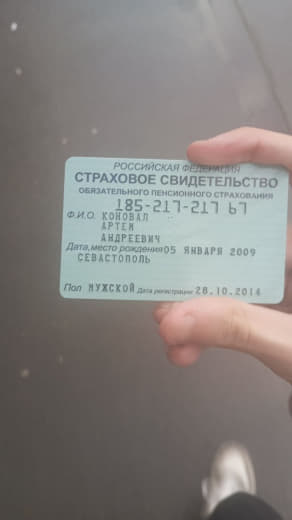 РОССИЙСКАЯ ФЕДЕРАЦИЯ
СТРАХОВОЕ СВИДЕТЕЛЬСТВО
ОБЯЗАТЕЛЬНОГО ПЕНСИОННОГО СТРАХОВАНИЯ
185-217-217 67
Ф.И.О. КОНОВАЛ
АРТЕМ
АНДРЕЕВИЧ
Дата,место рождения 05 ЯНВАРЯ 2009
СЕВАСТОПОЛЬ
Пол МУЖСКОЙ Дата регистрации 28.10.2014